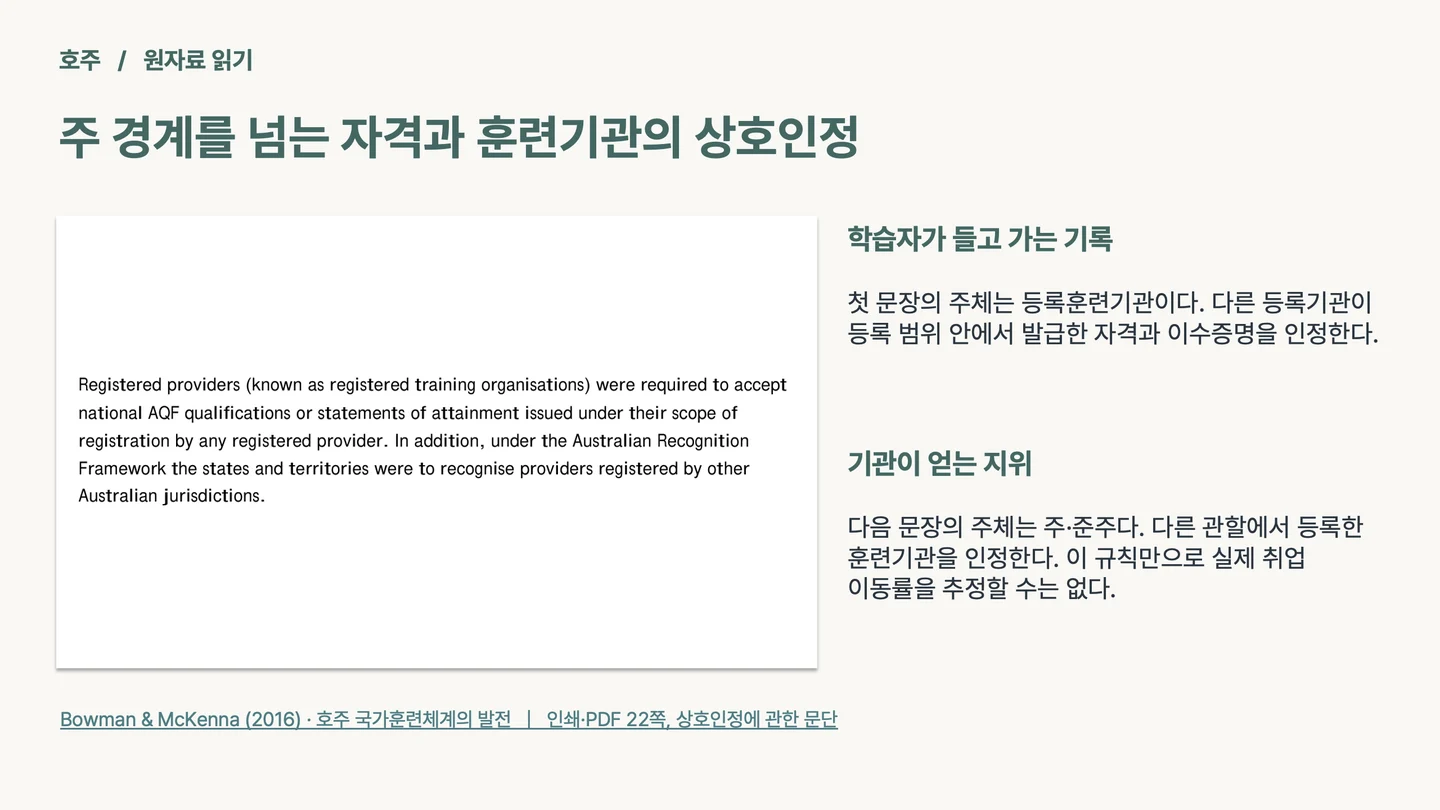 호주 / 원자료 읽기
주 경계를 넘는 자격과 훈련기관의 상호인정
Registered providers (known as registered training organisations) were required to accept
national AQF qualifications or statements of attainment issued under their scope of
registration by any registered provider. In addition, under the Australian Recognition
Framework the states and territories were to recognise providers registered by other
Australian jurisdictions.
학습자가 들고 가는 기록
첫 문장의 주체는 등록훈련기관이다. 다른 등록기관이
등록 범위 안에서 발급한 자격과 이수증명을 인정한다.
기관이 얻는 지위
다음 문장의 주체는 주·준주다. 다른 관할에서 등록한
훈련기관을 인정한다. 이 규칙만으로 실제 취업
이동률을 추정할 수는 없다.
Bowman & McKenna (2016) · 호주 국가훈련체계의 발전 | 인쇄·PDF 22쪽, 상호인정에 관한 문단